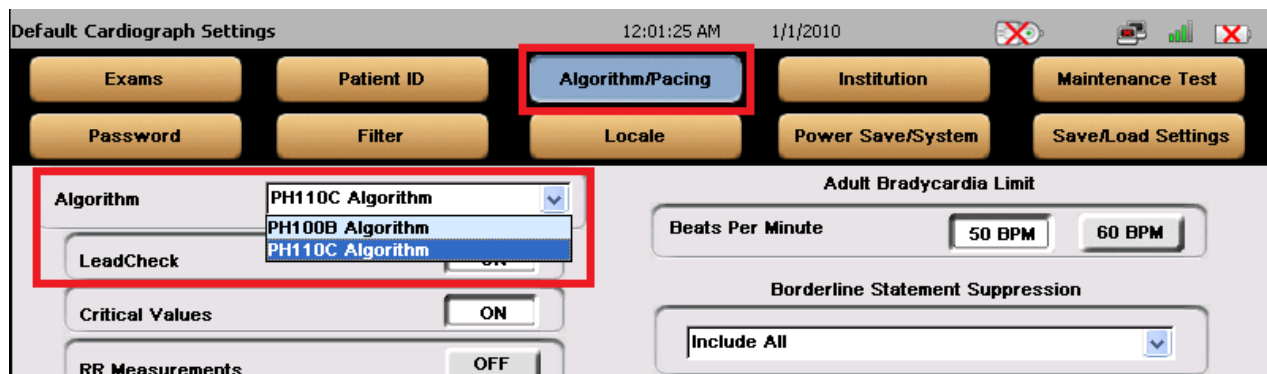 Default Cardiograph Settings 12:01:25 AM 1/1/2010
Exams Patient ID Algorithm/Pacing Institution Maintenance Test
Password Filter Locale Power Save/System Save/Load Settings
Algorithm PH110C Algorithm
PH100B Algorithm
PH110C Algorithm
LeadCheck ON
Critical Values ON
RR Measurements OFF
Adult Bradycardia Limit
Beats Per Minute 50 BPM 60 BPM
Borderline Statement Suppression
Include All